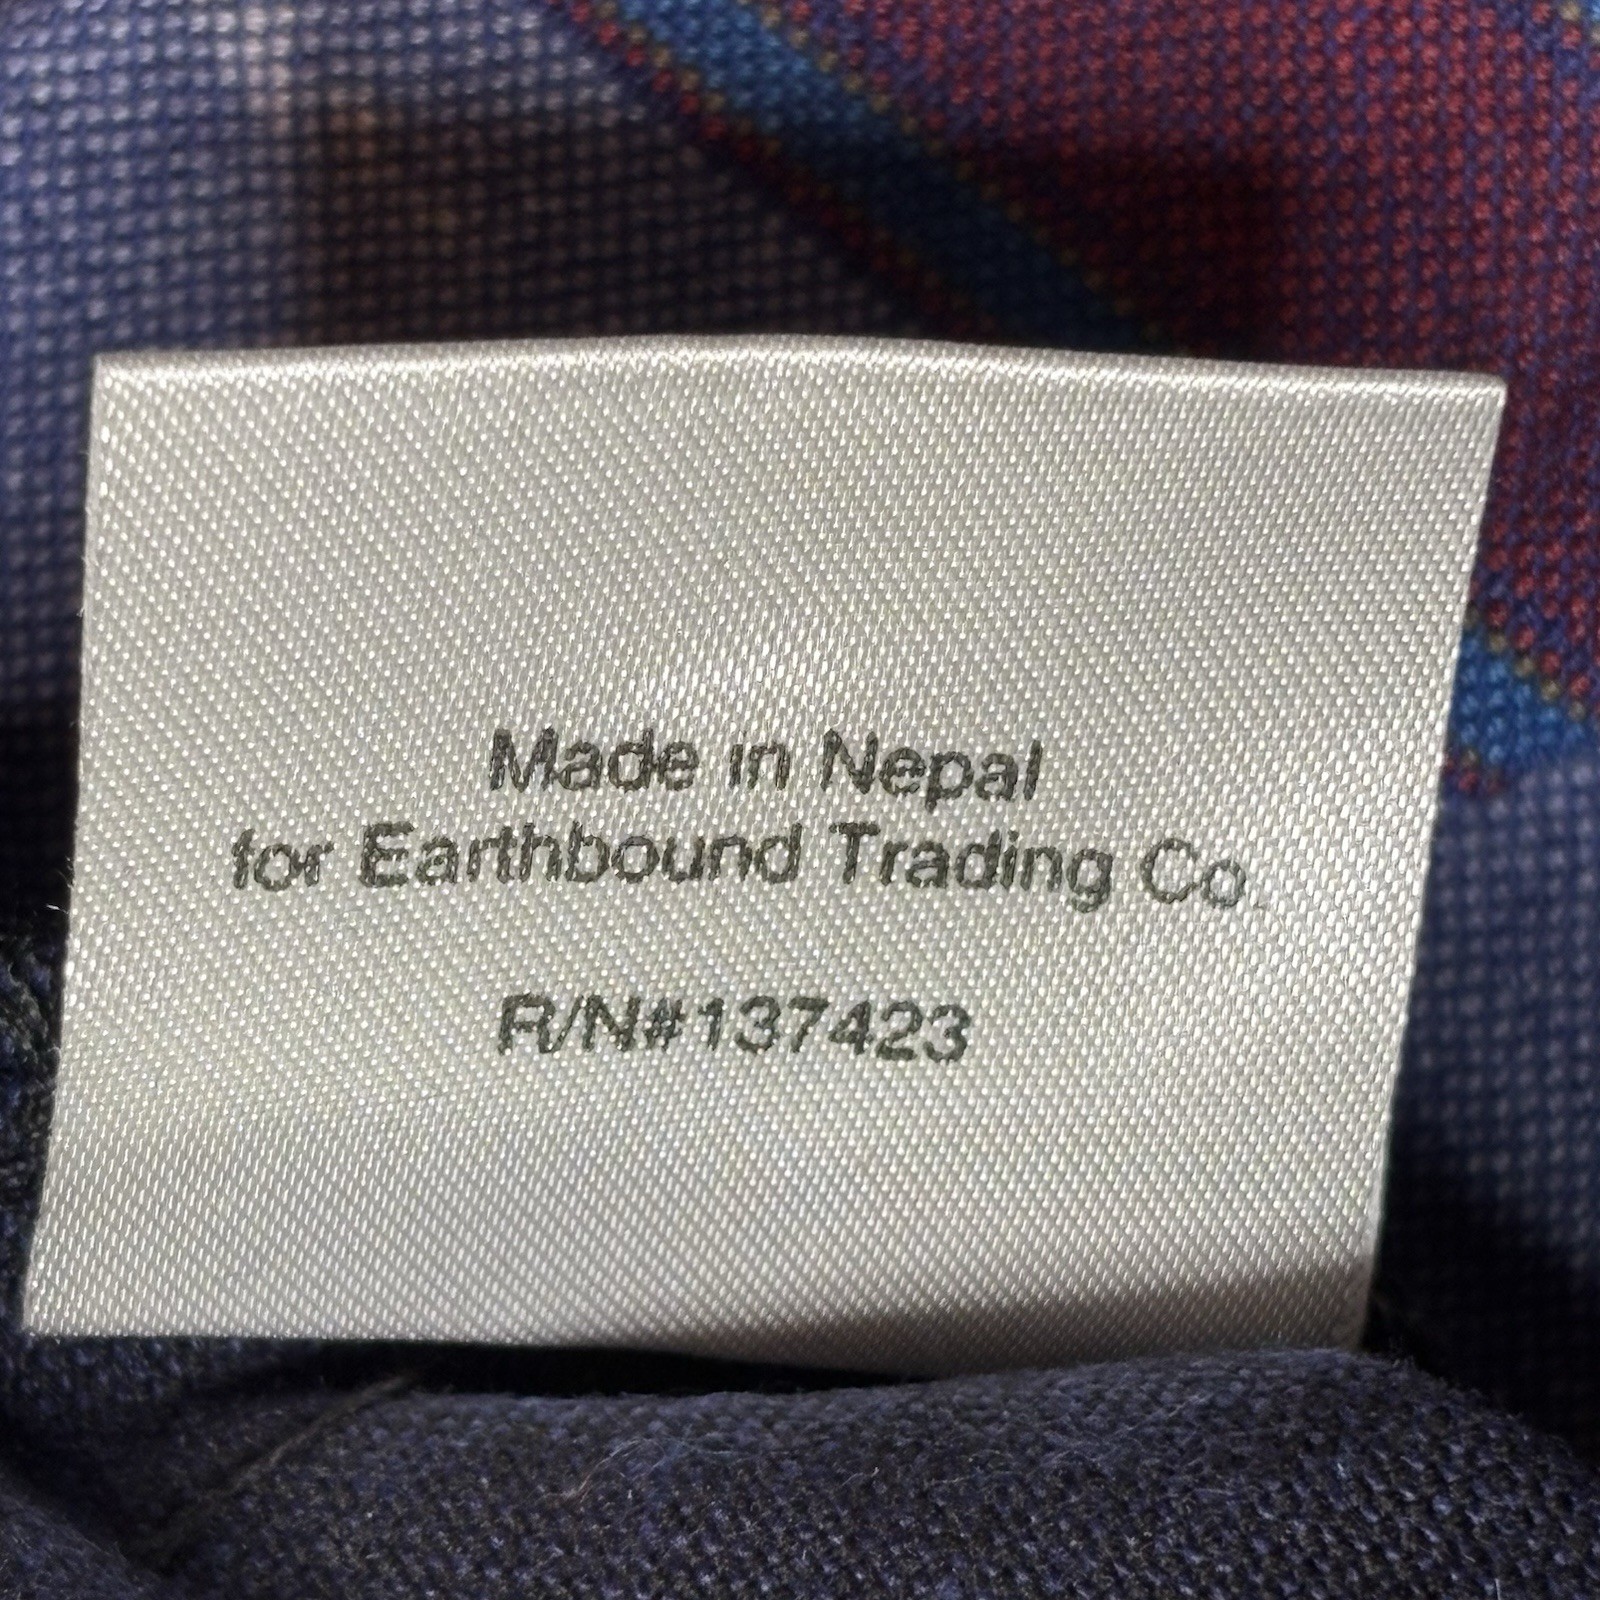 Made in Nepal
for Earthbound Trading Co.
R/N#137423